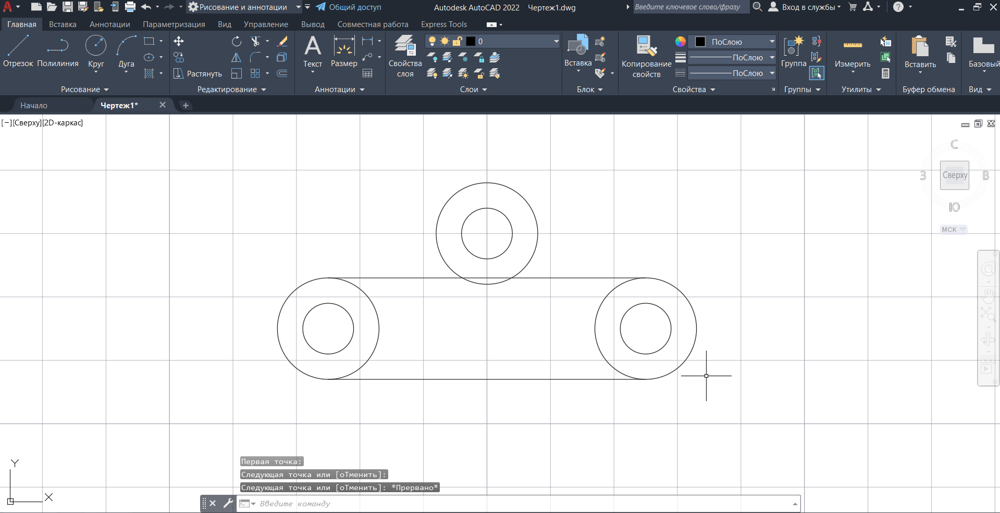 Рисование и аннотации
Общий доступ
Autodesk AutoCAD 2022 Чертеж1.dwg
Введите ключевое слово/фразу
Вход в службы
Главная Вставка Аннотации Параметризация Вид Управление Вывод Совместная работа Express Tools
Отрезок Полилиния Круг Дуга
Растянуть
Текст Размер
Свойства слоя
0
Вставка
Копирование свойств
ПоСлою
ПоСлою
ПоСлою
Группа
Измерить
Вставить
Базовый
Рисование Редактирование Аннотации Слои Блок Свойства Группы Утилиты Буфер обмена Вид
Начало Чертеж1*
[−][Сверху][2D-каркас]
С
З Сверху В
Ю
МСК
Y
X
Первая точка:
Следующая точка или [оТменить]:
Следующая точка или [оТменить]: *Прервано*
Введите команду